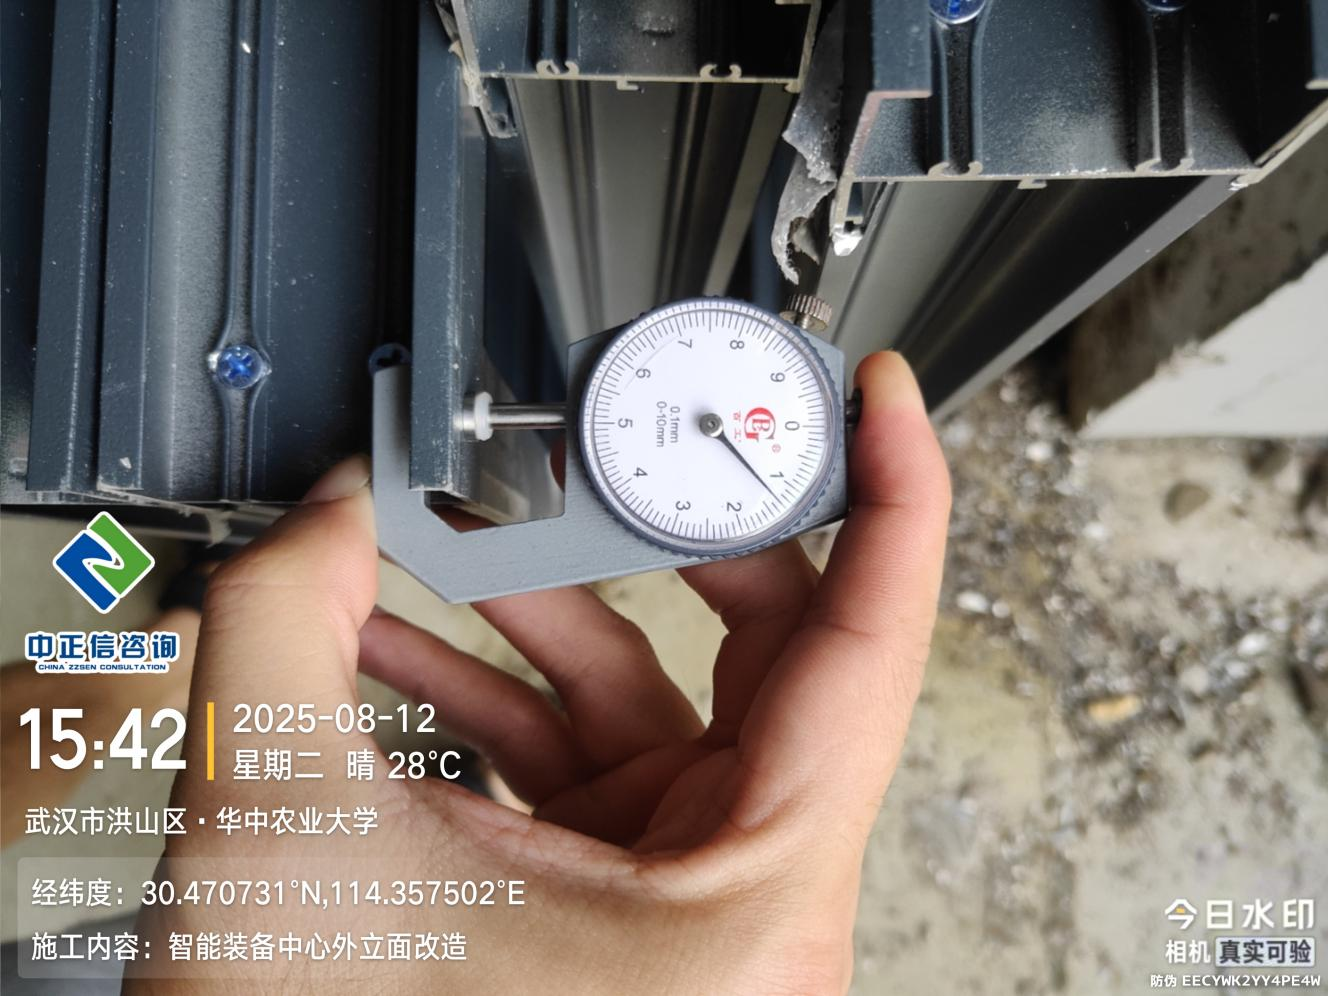 0
1
2
3
4
5
6
7
8
9
0.1mm
0-10mm
百工
®
中正信咨询
CHINA ZZSEN CONSULTATION
15:42
2025-08-12
星期二 晴 28°C
武汉市洪山区·华中农业大学
经纬度：30.470731°N,114.357502°E
施工内容：智能装备中心外立面改造
今日水印
相机 真实可验
防伪 EECYWK2YY4PE4W